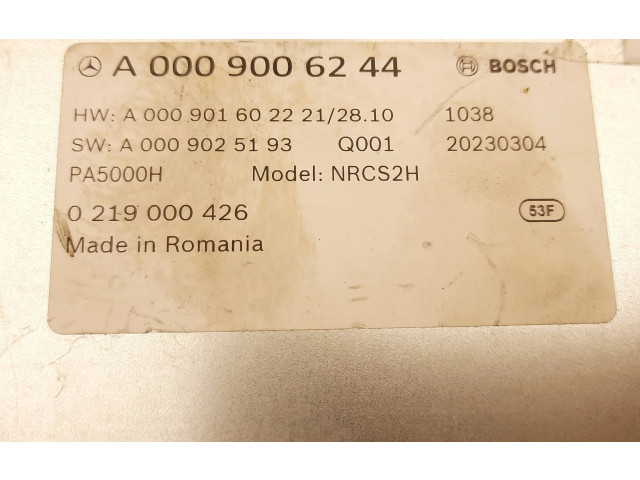 A 000 900 62 44 BOSCH
HW: A 000 901 60 22 21/28.10 1038
SW: A 000 902 51 93 Q001 20230304
PA5000H Model: NRCS2H
0 219 000 426 53F
Made in Romania